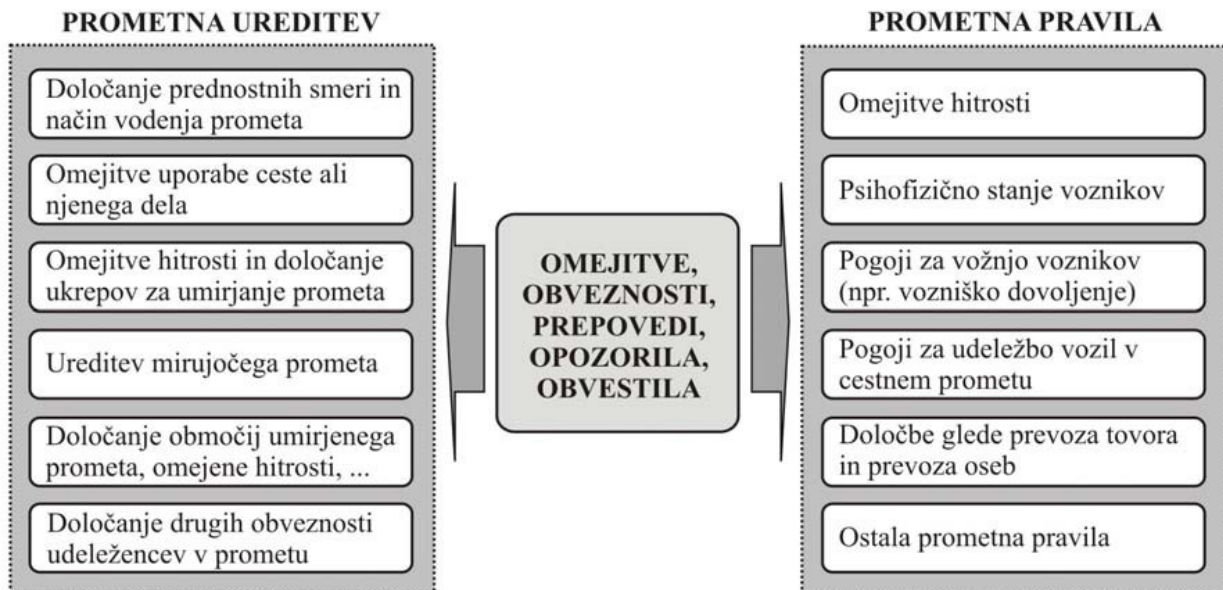 PROMETNA UREDITEV
Določanje prednostnih smeri in
način vodenja prometa
Omejitve uporabe ceste ali
njenega dela
Omejitve hitrosti in določanje
ukrepov za umirjanje prometa
Ureditev mirujočega prometa
Določanje območij umirjenega
prometa, omejene hitrosti, ...
Določanje drugih obveznosti
udeležencev v prometu
OMEJITVE,
OBVEZNOSTI,
PREPOVEDI,
OPOZORILA,
OBVESTILA
PROMETNA PRAVILA
Omejitve hitrosti
Psihofizično stanje voznikov
Pogoji za vožnjo voznikov
(npr. vozniško dovoljenje)
Pogoji za udeležbo vozil v
cestnem prometu
Določbe glede prevoza tovora
in prevoza oseb
Ostala prometna pravila